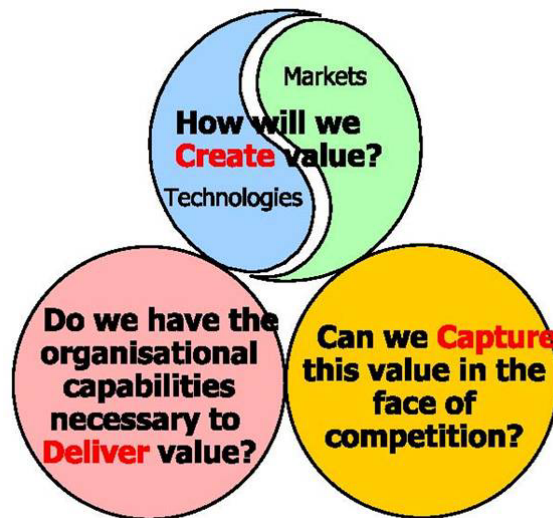 Markets
How will we
Create value?
Technologies
Do we have the
organisational
capabilities
necessary to
Deliver value?
Can we Capture
this value in the
face of
competition?